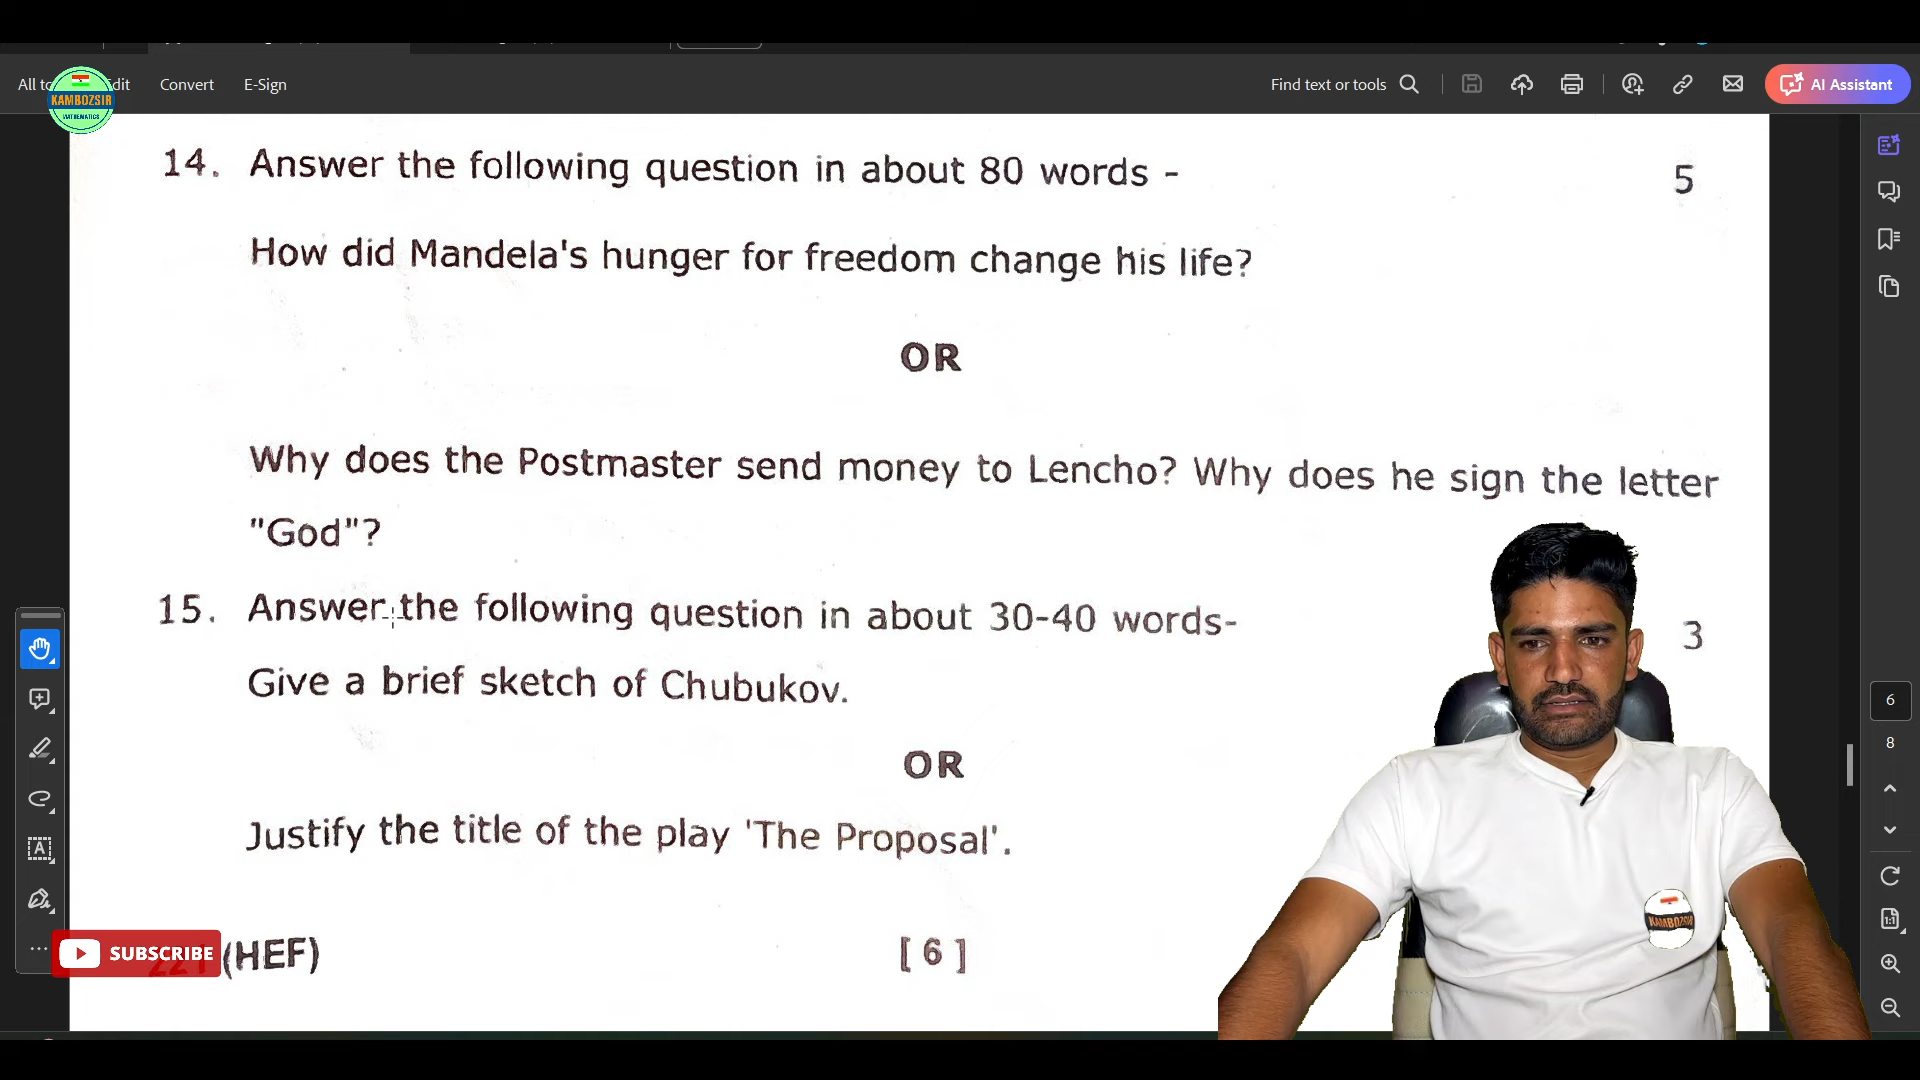 All to
Edit
Convert
E-Sign
Find text or tools
AI Assistant
KAMBOZSIR
MATHEMATICS
14. Answer the following question in about 80 words - 5
How did Mandela's hunger for freedom change his life?
OR
Why does the Postmaster send money to Lencho? Why does he sign the letter
"God"?
15. Answer the following question in about 30-40 words- 3
Give a brief sketch of Chubukov.
OR
Justify the title of the play 'The Proposal'.
(HEF) [ 6 ]
SUBSCRIBE
KAMBOZSIR
6
8